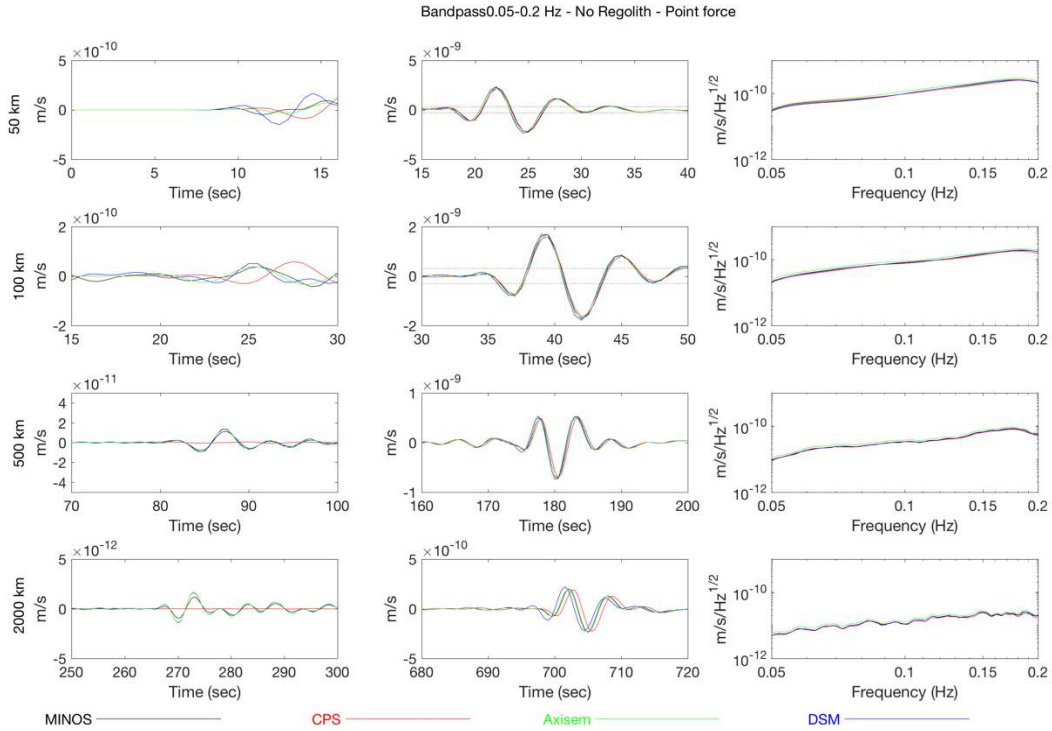 Bandpass0.05-0.2 Hz - No Regolith - Point force
×10^-10
×10^-9
50 km
m/s
5
0
-5
0 5 10 15
Time (sec)
m/s
5
0
-5
15 20 25 30 35 40
Time (sec)
m/s/Hz^1/2
10^-10
10^-12
0.05 0.1 0.15 0.2
Frequency (Hz)
×10^-10
×10^-9
100 km
m/s
2
0
-2
15 20 25 30
Time (sec)
m/s
2
0
-2
30 35 40 45 50
Time (sec)
m/s/Hz^1/2
10^-10
10^-12
0.05 0.1 0.15 0.2
Frequency (Hz)
×10^-11
×10^-9
500 km
m/s
4
2
0
-2
-4
70 80 90 100
Time (sec)
m/s
1
0
-1
160 170 180 190 200
Time (sec)
m/s/Hz^1/2
10^-10
10^-12
0.05 0.1 0.15 0.2
Frequency (Hz)
×10^-12
×10^-10
2000 km
m/s
5
0
-5
250 260 270 280 290 300
Time (sec)
m/s
5
0
-5
680 690 700 710 720
Time (sec)
m/s/Hz^1/2
10^-10
10^-12
0.05 0.1 0.15 0.2
Frequency (Hz)
MINOS CPS Axisem DSM